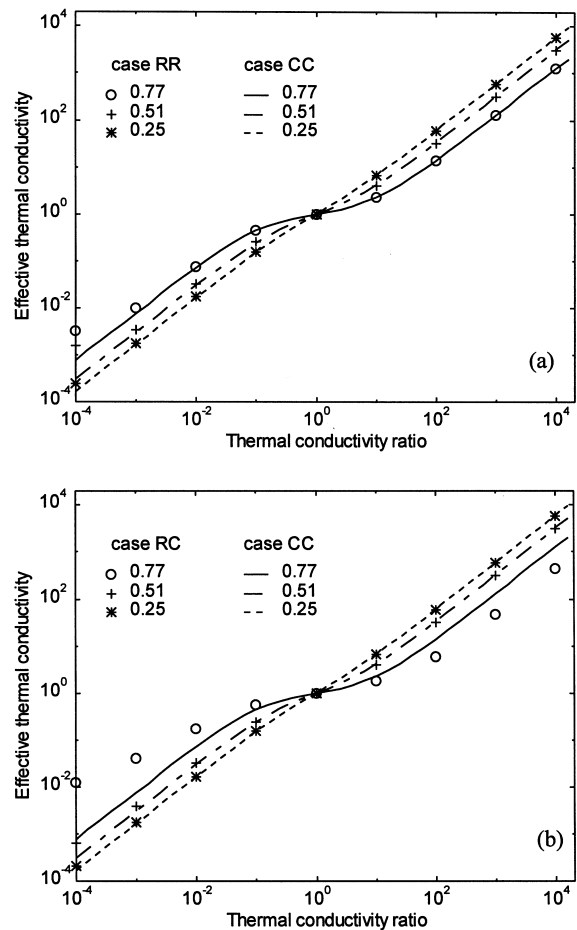 10^4
10^2
10^0
10^-2
10^-4
Effective thermal conductivity
case RR case CC
0.77 0.77
0.51 0.51
0.25 0.25
(a)
10^-4 10^-2 10^0 10^2 10^4
Thermal conductivity ratio
10^4
10^2
10^0
10^-2
10^-4
Effective thermal conductivity
case RC case CC
0.77 0.77
0.51 0.51
0.25 0.25
(b)
10^-4 10^-2 10^0 10^2 10^4
Thermal conductivity ratio